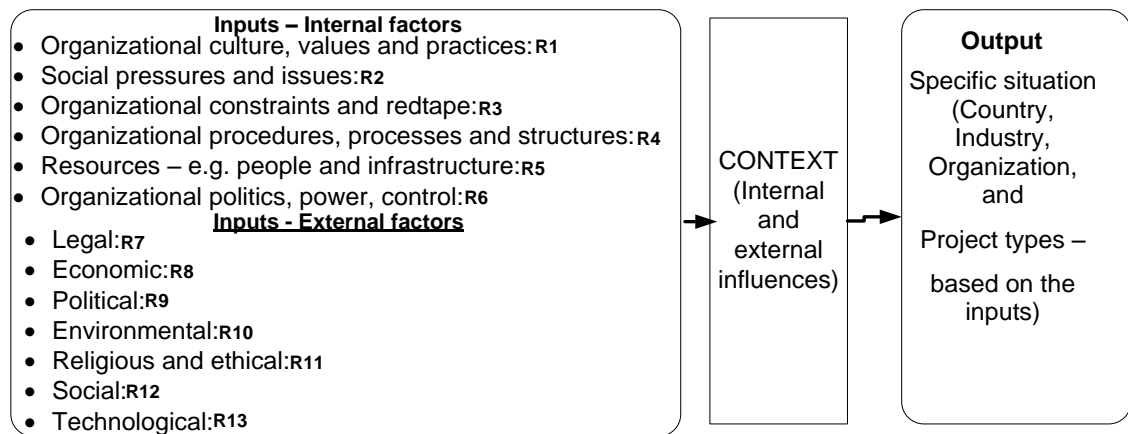 Inputs – Internal factors
• Organizational culture, values and practices:R1
• Social pressures and issues:R2
• Organizational constraints and redtape:R3
• Organizational procedures, processes and structures:R4
• Resources – e.g. people and infrastructure:R5
• Organizational politics, power, control:R6
Inputs - External factors
• Legal:R7
• Economic:R8
• Political:R9
• Environmental:R10
• Religious and ethical:R11
• Social:R12
• Technological:R13
CONTEXT
(Internal
and
external
influences)
Output
Specific situation
(Country,
Industry,
Organization,
and
Project types –
based on the
inputs)